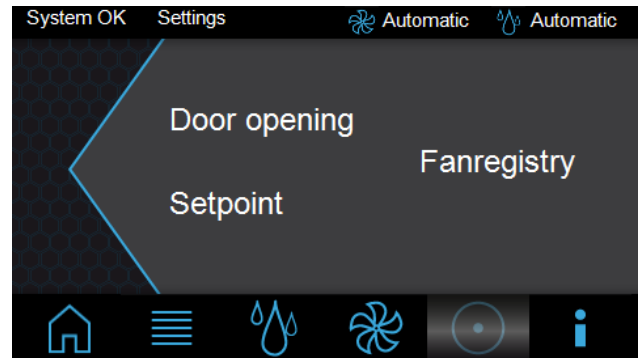 System OK Settings Automatic Automatic
Door opening
Fanregistry
Setpoint